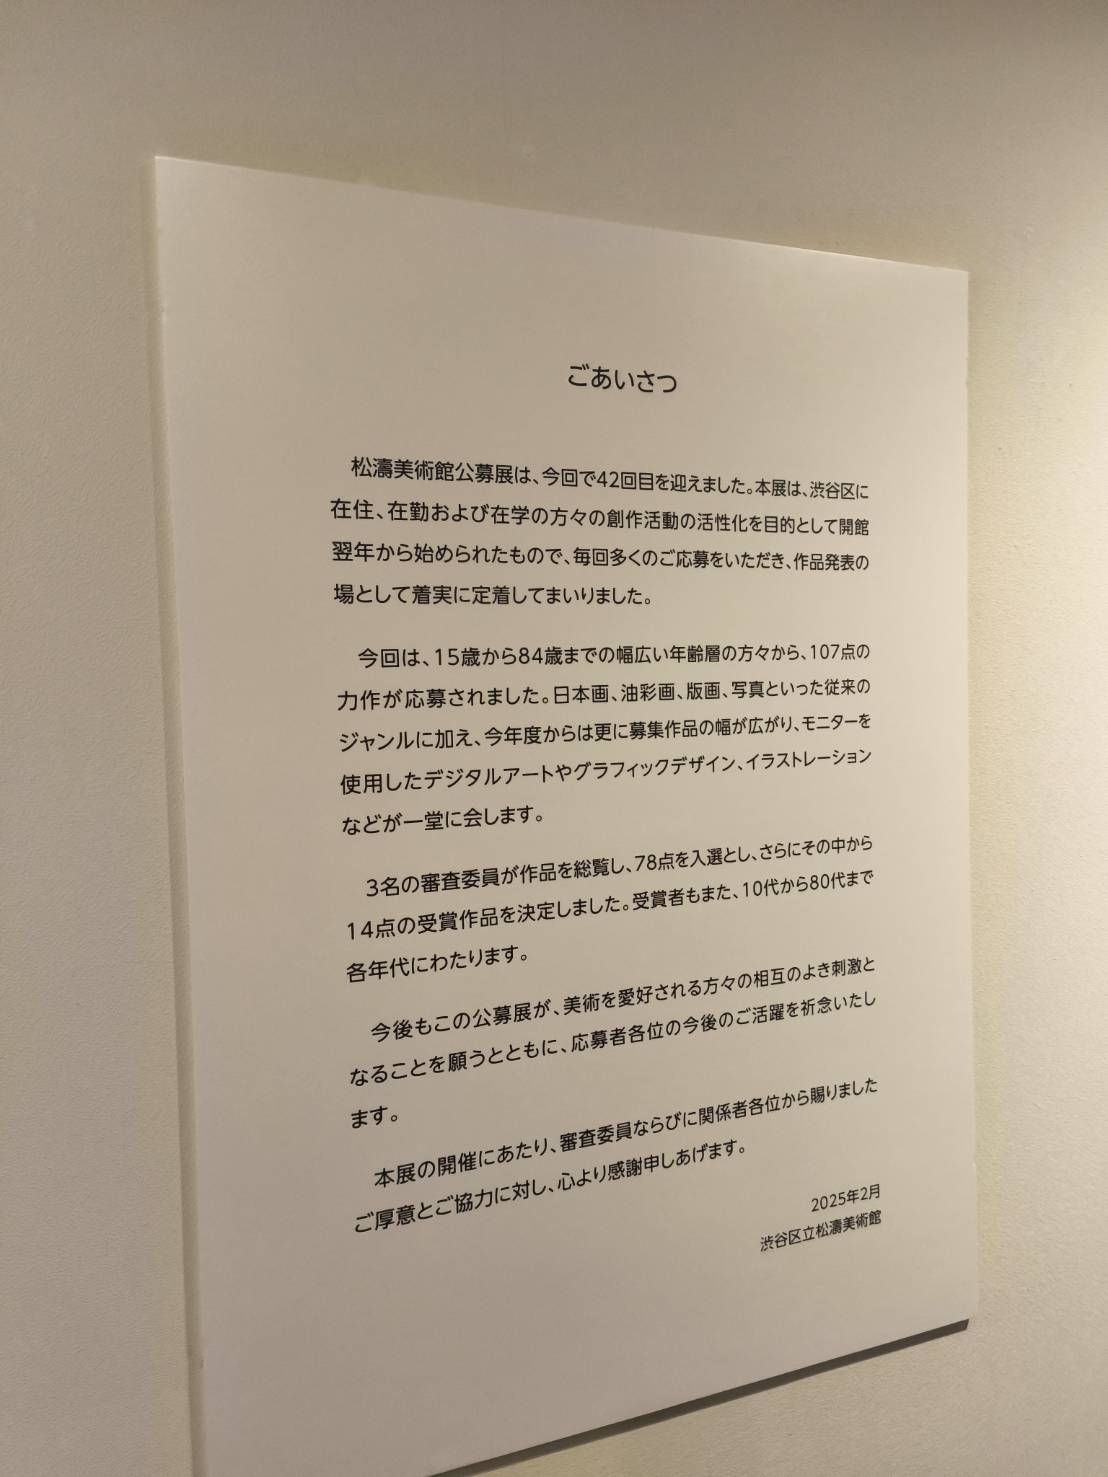 ごあいさつ
松濤美術館公募展は、今回で42回目を迎えました。本展は、渋谷区に
在住、在勤および在学の方々の創作活動の活性化を目的として開館
翌年から始められたもので、毎回多くのご応募をいただき、作品発表の
場として着実に定着してまいりました。
今回は、15歳から84歳までの幅広い年齢層の方々から、107点の
力作が応募されました。日本画、油彩画、版画、写真といった従来の
ジャンルに加え、今年度からは更に募集作品の幅が広がり、モニターを
使用したデジタルアートやグラフィックデザイン、イラストレーション
などが一堂に会します。
3名の審査委員が作品を総覧し、78点を入選とし、さらにその中から
14点の受賞作品を決定しました。受賞者もまた、10代から80代まで
各年代にわたります。
今後もこの公募展が、美術を愛好される方々の相互のよき刺激と
なることを願うとともに、応募者各位の今後のご活躍を祈念いたし
ます。
本展の開催にあたり、審査委員ならびに関係者各位から賜りました
ご厚意とご協力に対し、心より感謝申しあげます。
2025年2月
渋谷区立松濤美術館